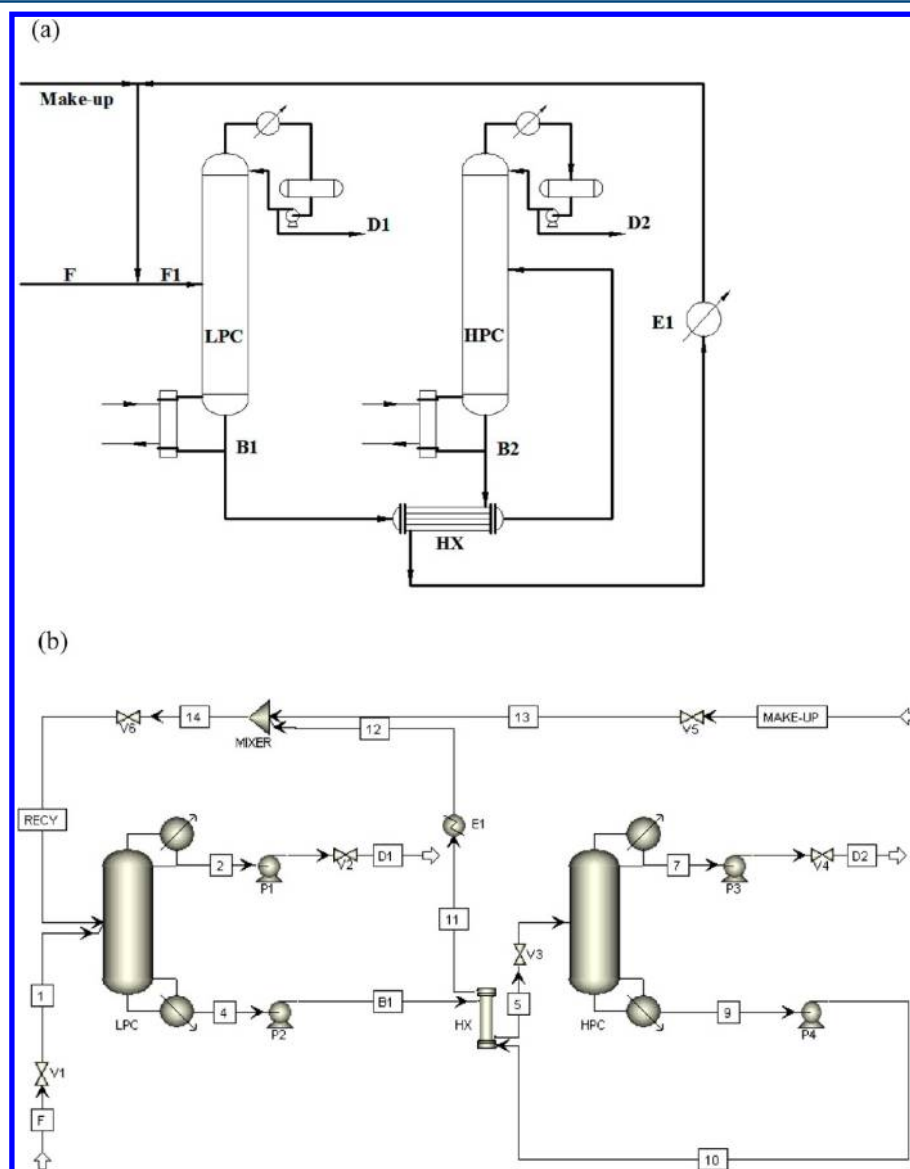 (a)
Make-up
F
F1
LPC
D1
HPC
D2
E1
B1
B2
HX
(b)
V6
14
MIXER
12
13
V5
MAKE-UP
RECY
E1
2
P1
V2
D1
7
P3
V4
D2
11
1
V3
5
LPC
4
P2
B1
HX
HPC
9
P4
V1
F
10